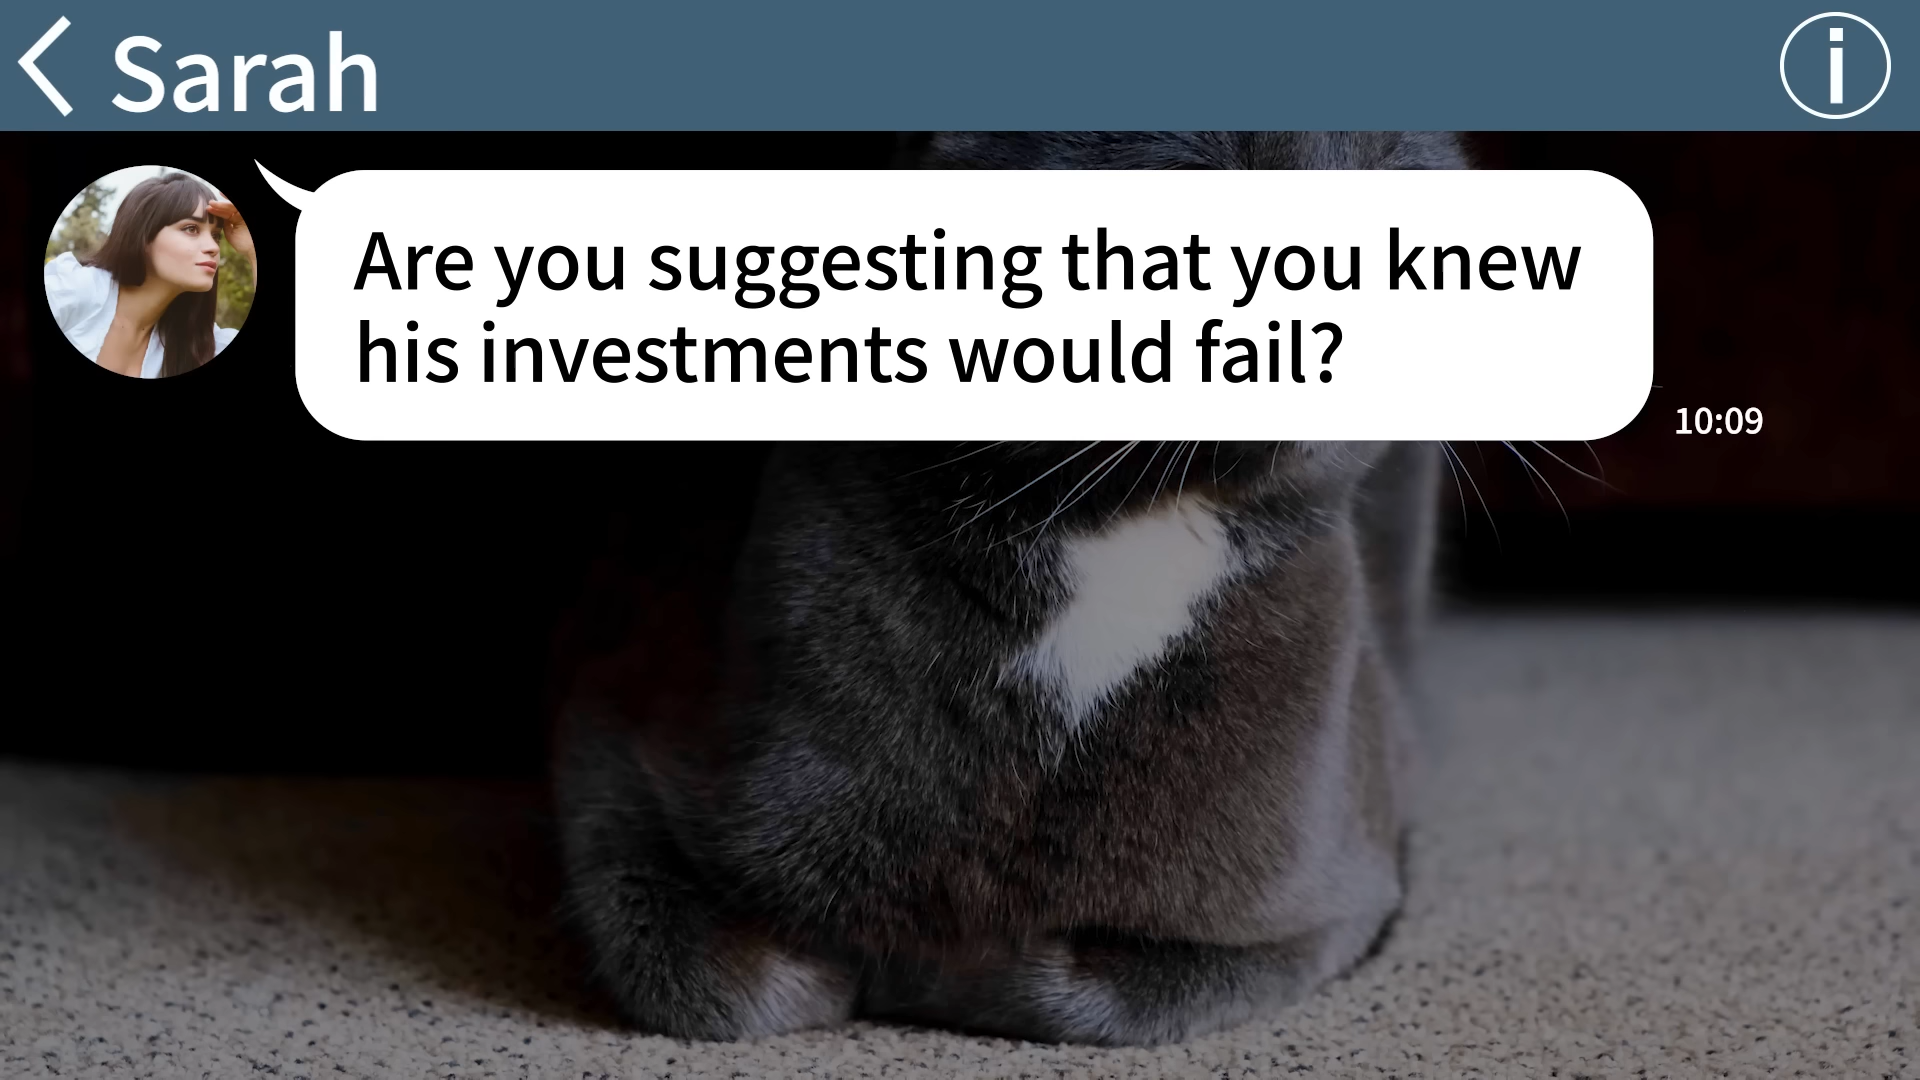 Sarah
Are you suggesting that you knew
his investments would fail?
10:09